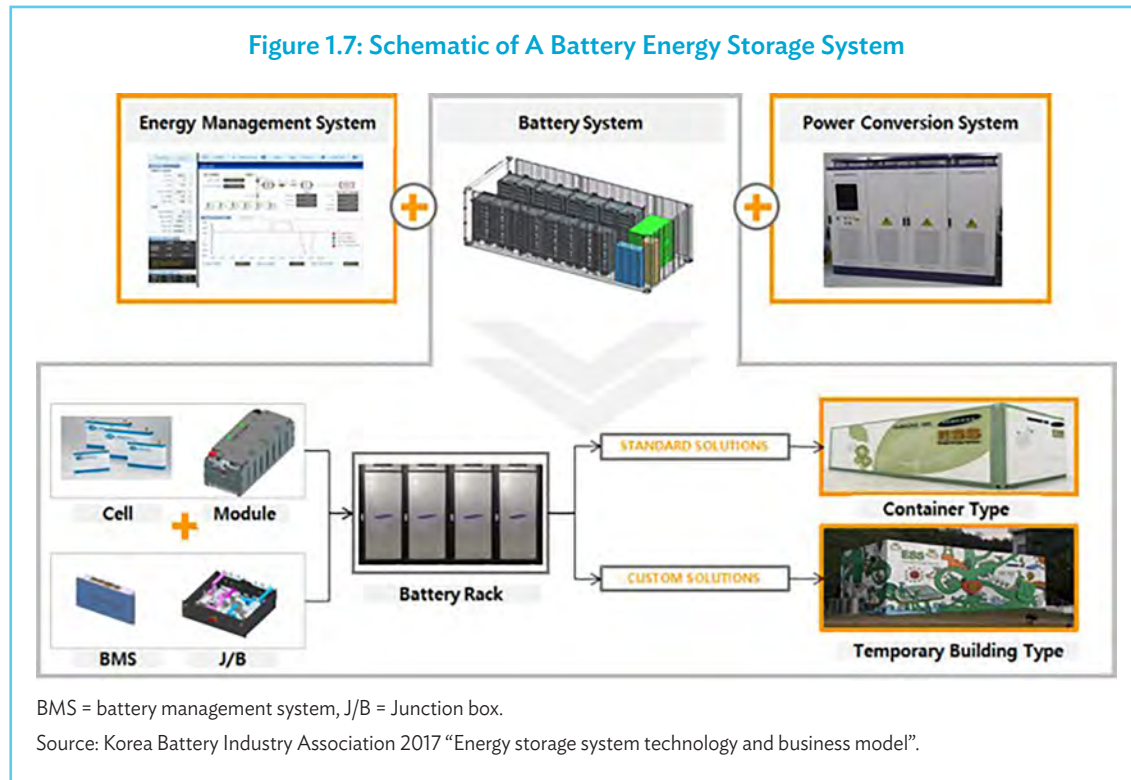 Figure 1.7: Schematic of A Battery Energy Storage System
Energy Management System
Battery System
Power Conversion System
Cell
Module
BMS
J/B
Battery Rack
STANDARD SOLUTIONS
CUSTOM SOLUTIONS
ESS
Container Type
ESS
Temporary Building Type
BMS = battery management system, J/B = Junction box.
Source: Korea Battery Industry Association 2017 “Energy storage system technology and business model”.